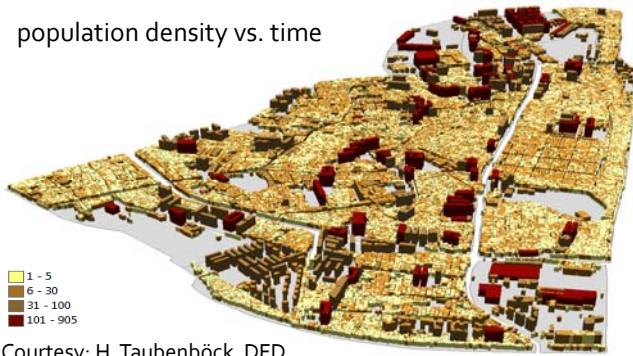 population density vs. time
1 - 5
6 - 30
31 - 100
101 - 905
Courtesy: H. Taubenböck, DFD